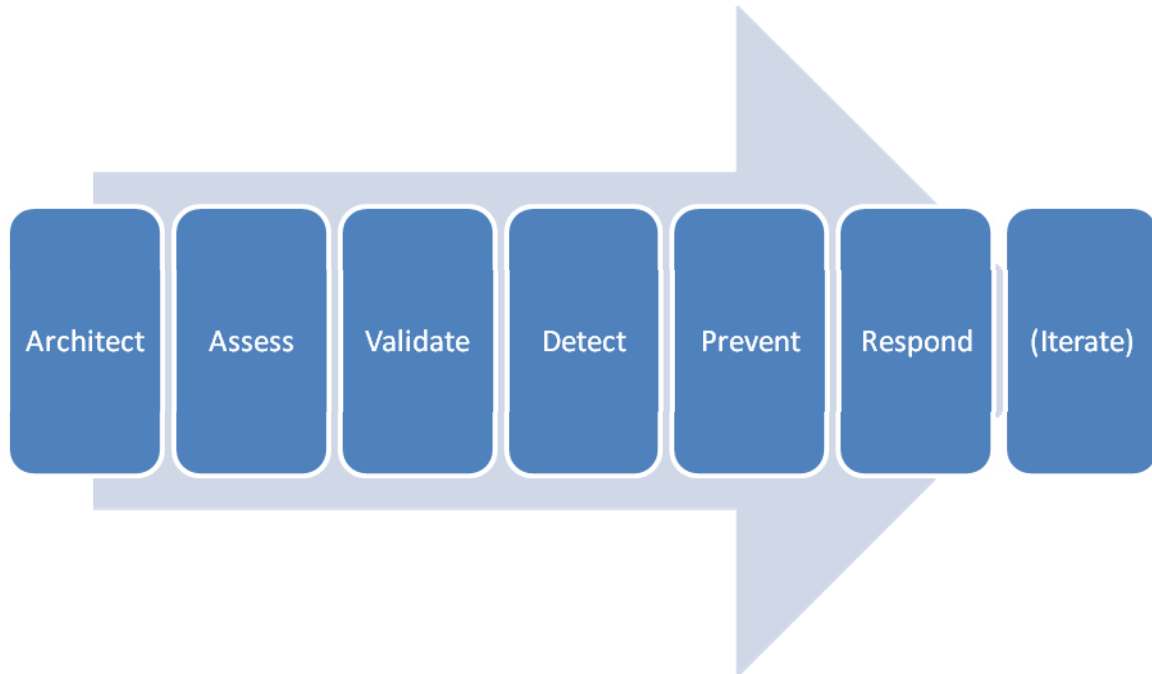 Architect
Assess
Validate
Detect
Prevent
Respond
(Iterate)